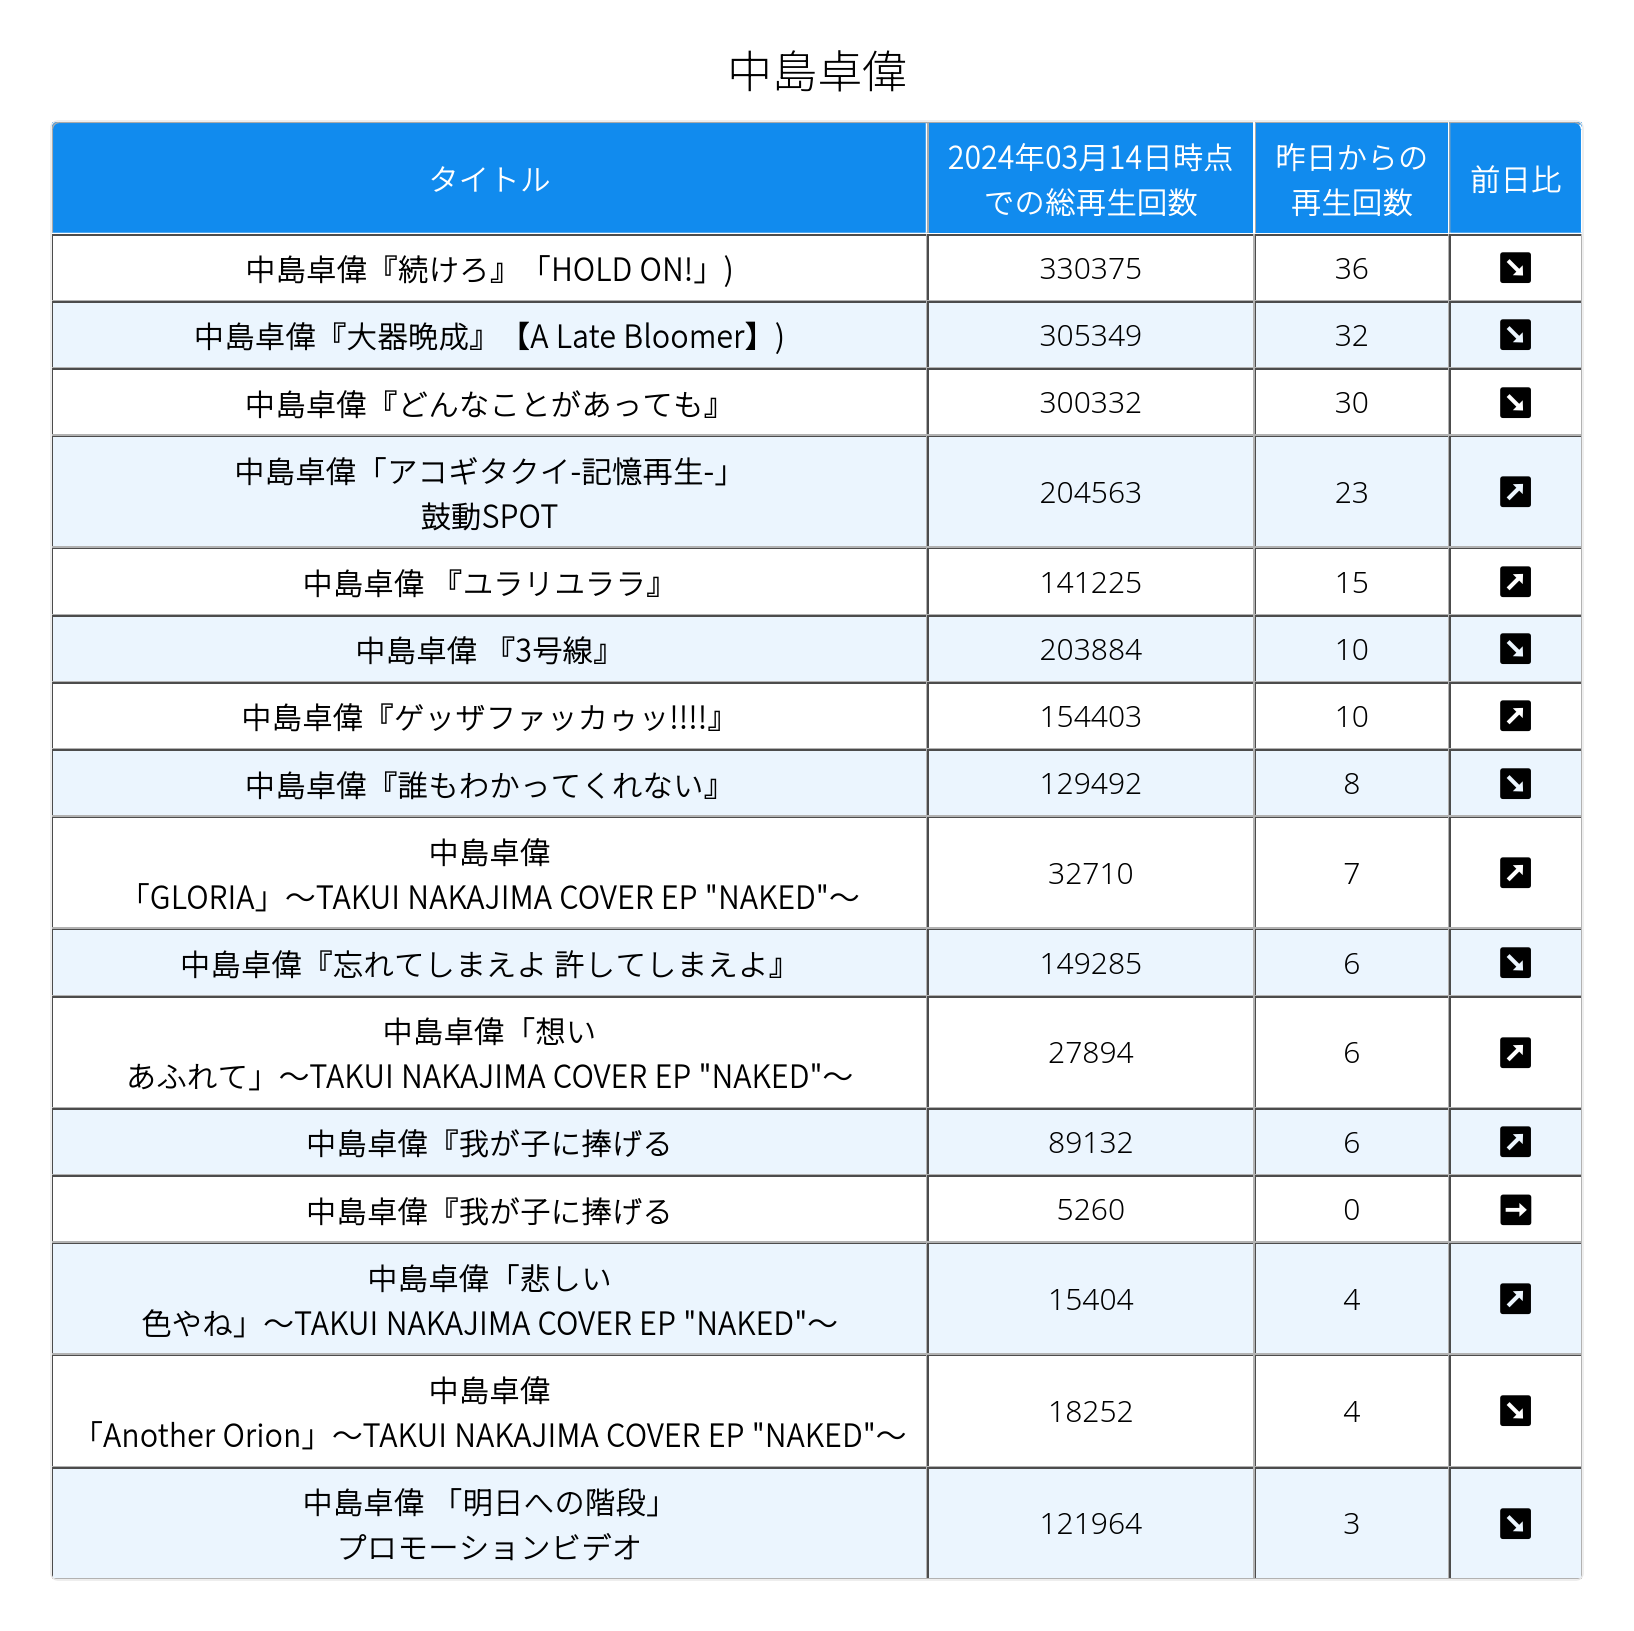 中島卓偉
タイトル
2024年03月14日時点
での総再生回数
昨日からの
再生回数
前日比
中島卓偉『続けろ』「HOLD ON!」)
330375
36
中島卓偉『大器晩成』【A Late Bloomer】)
305349
32
中島卓偉『どんなことがあっても』
300332
30
中島卓偉「アコギタクイ-記憶再生-」
鼓動SPOT
204563
23
中島卓偉 『ユラリユララ』
141225
15
中島卓偉 『3号線』
203884
10
中島卓偉『ゲッザファッカゥッ!!!!』
154403
10
中島卓偉『誰もわかってくれない』
129492
8
中島卓偉
「GLORIA」〜TAKUI NAKAJIMA COVER EP "NAKED"〜
32710
7
中島卓偉『忘れてしまえよ 許してしまえよ』
149285
6
中島卓偉「想い
あふれて」〜TAKUI NAKAJIMA COVER EP "NAKED"〜
27894
6
中島卓偉『我が子に捧げる
89132
6
中島卓偉『我が子に捧げる
5260
0
中島卓偉「悲しい
色やね」〜TAKUI NAKAJIMA COVER EP "NAKED"〜
15404
4
中島卓偉
「Another Orion」〜TAKUI NAKAJIMA COVER EP "NAKED"〜
18252
4
中島卓偉 「明日への階段」
プロモーションビデオ
121964
3